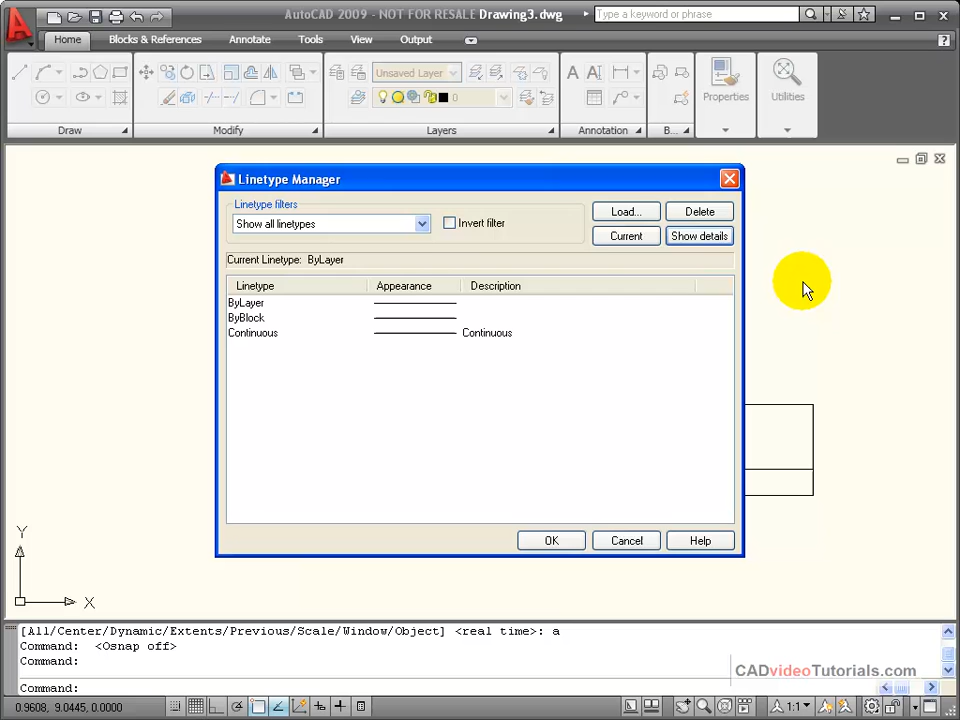 AutoCAD 2009 - NOT FOR RESALE Drawing3.dwg
Type a keyword or phrase
Home Blocks & References Annotate Tools View Output
Unsaved Layer
0
Properties
Utilities
Draw Modify Layers Annotation B...
Linetype Manager
Linetype filters
Show all linetypes
Invert filter
Load... Delete
Current Show details
Current Linetype: ByLayer
Linetype Appearance Description
ByLayer
ByBlock
Continuous Continuous
OK Cancel Help
Y
X
[All/Center/Dynamic/Extents/Previous/Scale/Window/Object] <real time>: a
Command: <Osnap off>
Command:
CADvideoTutorials.com
Command:
0.9608, 9.0445, 0.0000
1:1